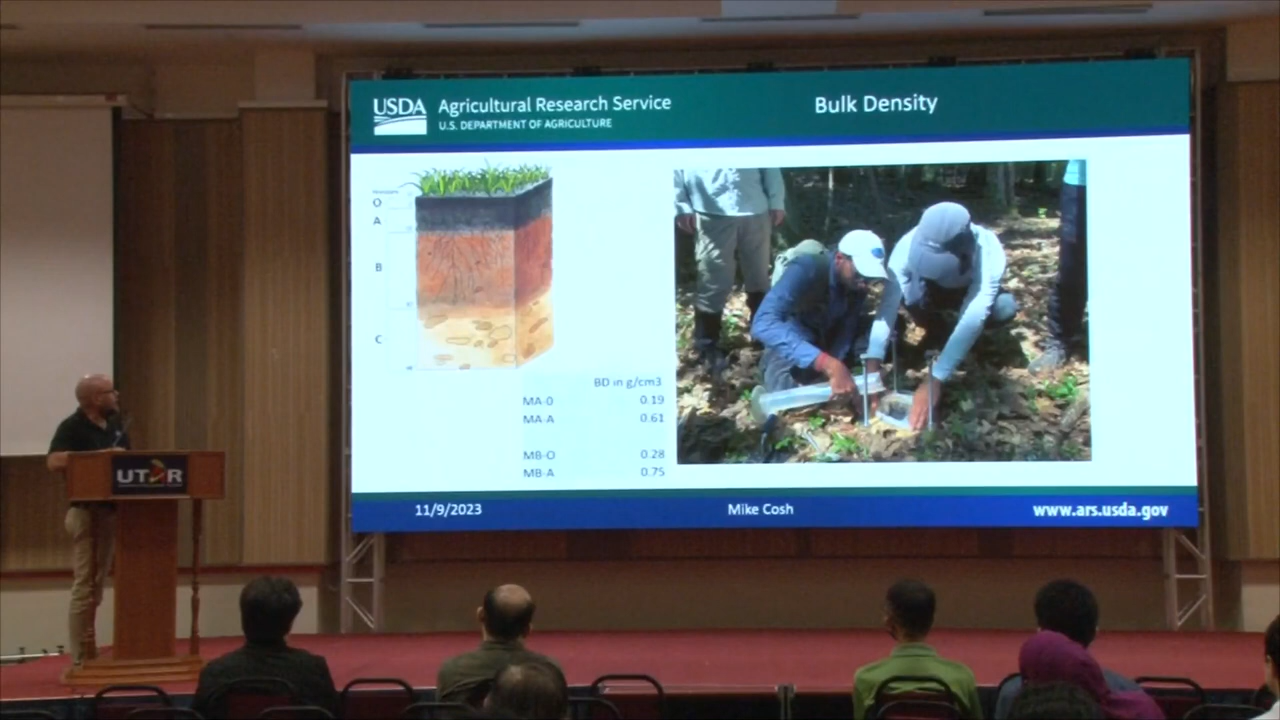 USDA Agricultural Research Service
U.S. DEPARTMENT OF AGRICULTURE
Bulk Density
O
A
B
C
BD in g/cm3
MA-0 0.19
MA-A 0.61
MB-O 0.28
MB-A 0.75
11/9/2023 Mike Cosh www.ars.usda.gov
UTAR